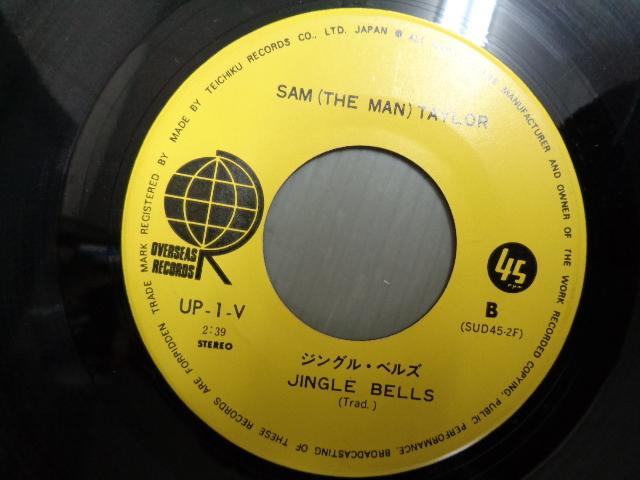 MADE BY TEICHIKU RECORDS CO., LTD. JAPAN ℗ ALL
MANUFACTURER AND OWNER OF THE WORK RECORDED COPYING, PUBLIC PERFORMANCE, BROADCASTING OF THESE RECORDS ARE FORBIDDEN TRADE MARK REGISTERED BY
SAM (THE MAN) TAYLOR
OVERSEAS
RECORDS
45
UP-1-V
2:39
STEREO
B
(SUD45-2F)
ジングル・ベルズ
JINGLE BELLS
(Trad.)